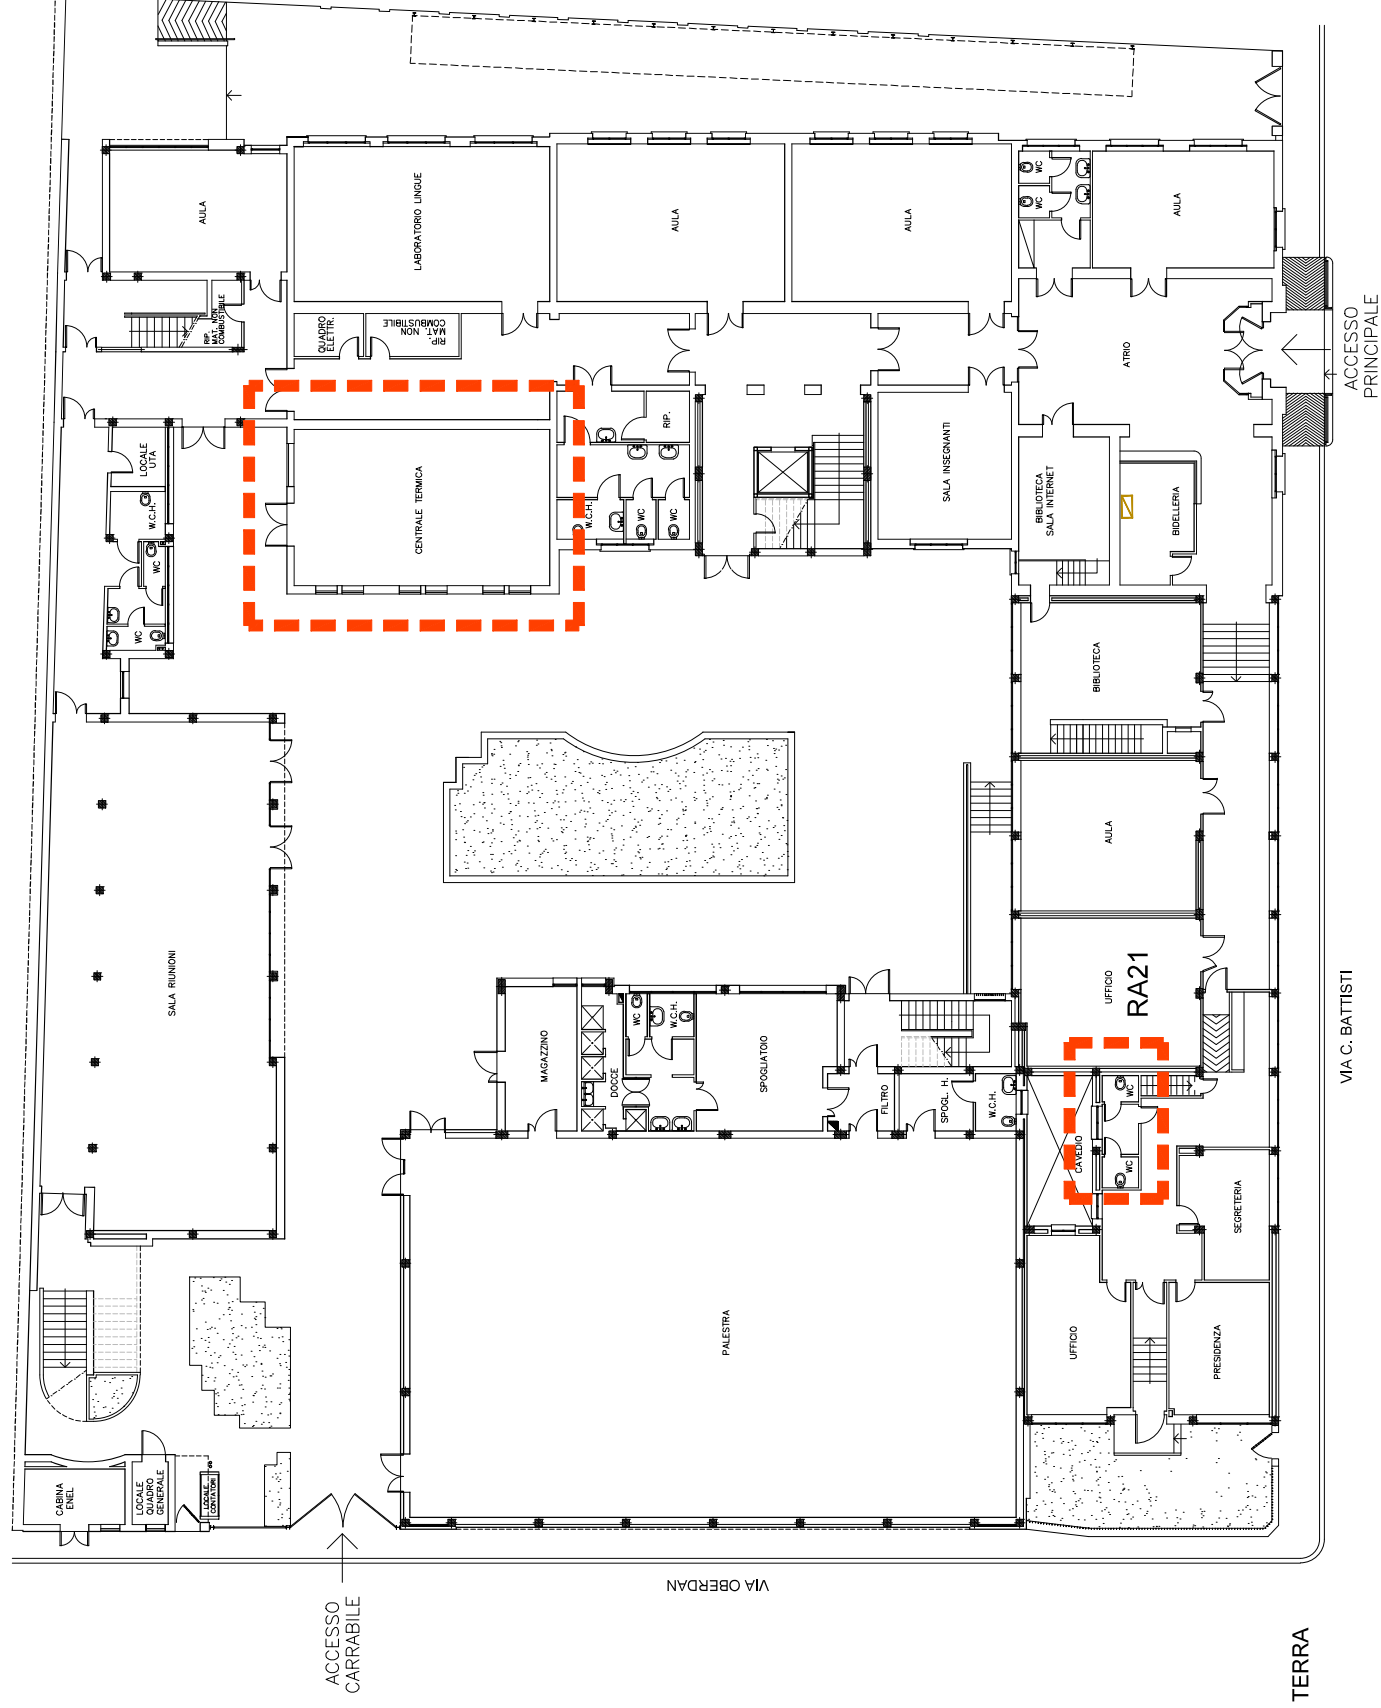 AULA
LABORATORIO LINGUE
AULA
AULA
WC
WC
AULA
RIP.
MAT. NON
COMBUSTIBILE
QUADRO
ELETTR.
RIP.
MAT. NON
COMBUSTIBILE
ATRIO
ACCESSO
PRINCIPALE
LOCALE
UTA
W.C.H.
WC
WC
CENTRALE TERMICA
RIP.
W.C.H.
WC
WC
SALA INSEGNANTI
BIBLIOTECA
SALA INTERNET
BIDELLERIA
BIBLIOTECA
AULA
SALA RIUNIONI
UFFICIO
RA21
MAGAZZINO
DOCCE
WC
W.C.H.
SPOGLIATOIO
FILTRO
SPOGL. H.
W.C.H.
CAVEDIO
WC
WC
SEGRETERIA
PALESTRA
UFFICIO
PRESIDENZA
CABINA
ENEL
LOCALE
QUADRO
GENERALE
LOCALE
CONTATORI
VIA C. BATTISTI
VIA OBERDAN
ACCESSO
CARRABILE
TERRA